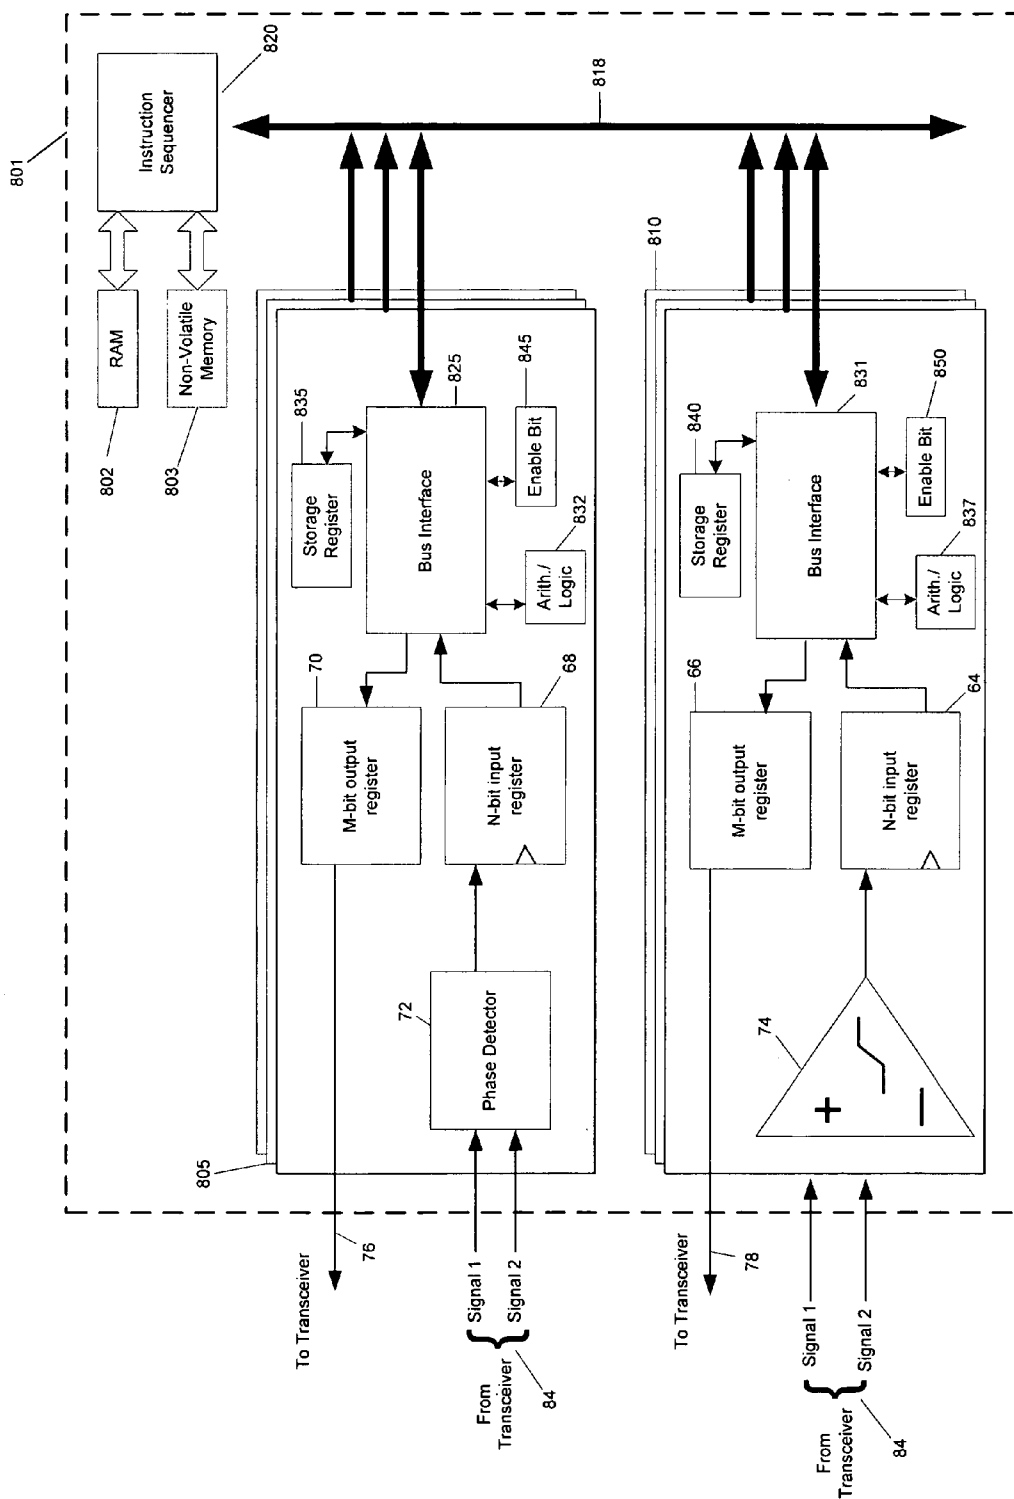 801
Instruction
Sequencer
820
RAM
802
Non-Volatile
Memory
803
818
805
To Transceiver
76
M-bit output
register
70
Storage
Register
835
From
Transceiver
84
Signal 1
Signal 2
Phase Detector
72
N-bit input
register
68
Bus Interface
825
Arith./
Logic
832
Enable Bit
845
810
To Transceiver
78
M-bit output
register
66
Storage
Register
840
From
Transceiver
84
Signal 1
Signal 2
74
+
−
N-bit input
register
64
Bus Interface
831
Arith./
Logic
837
Enable Bit
850